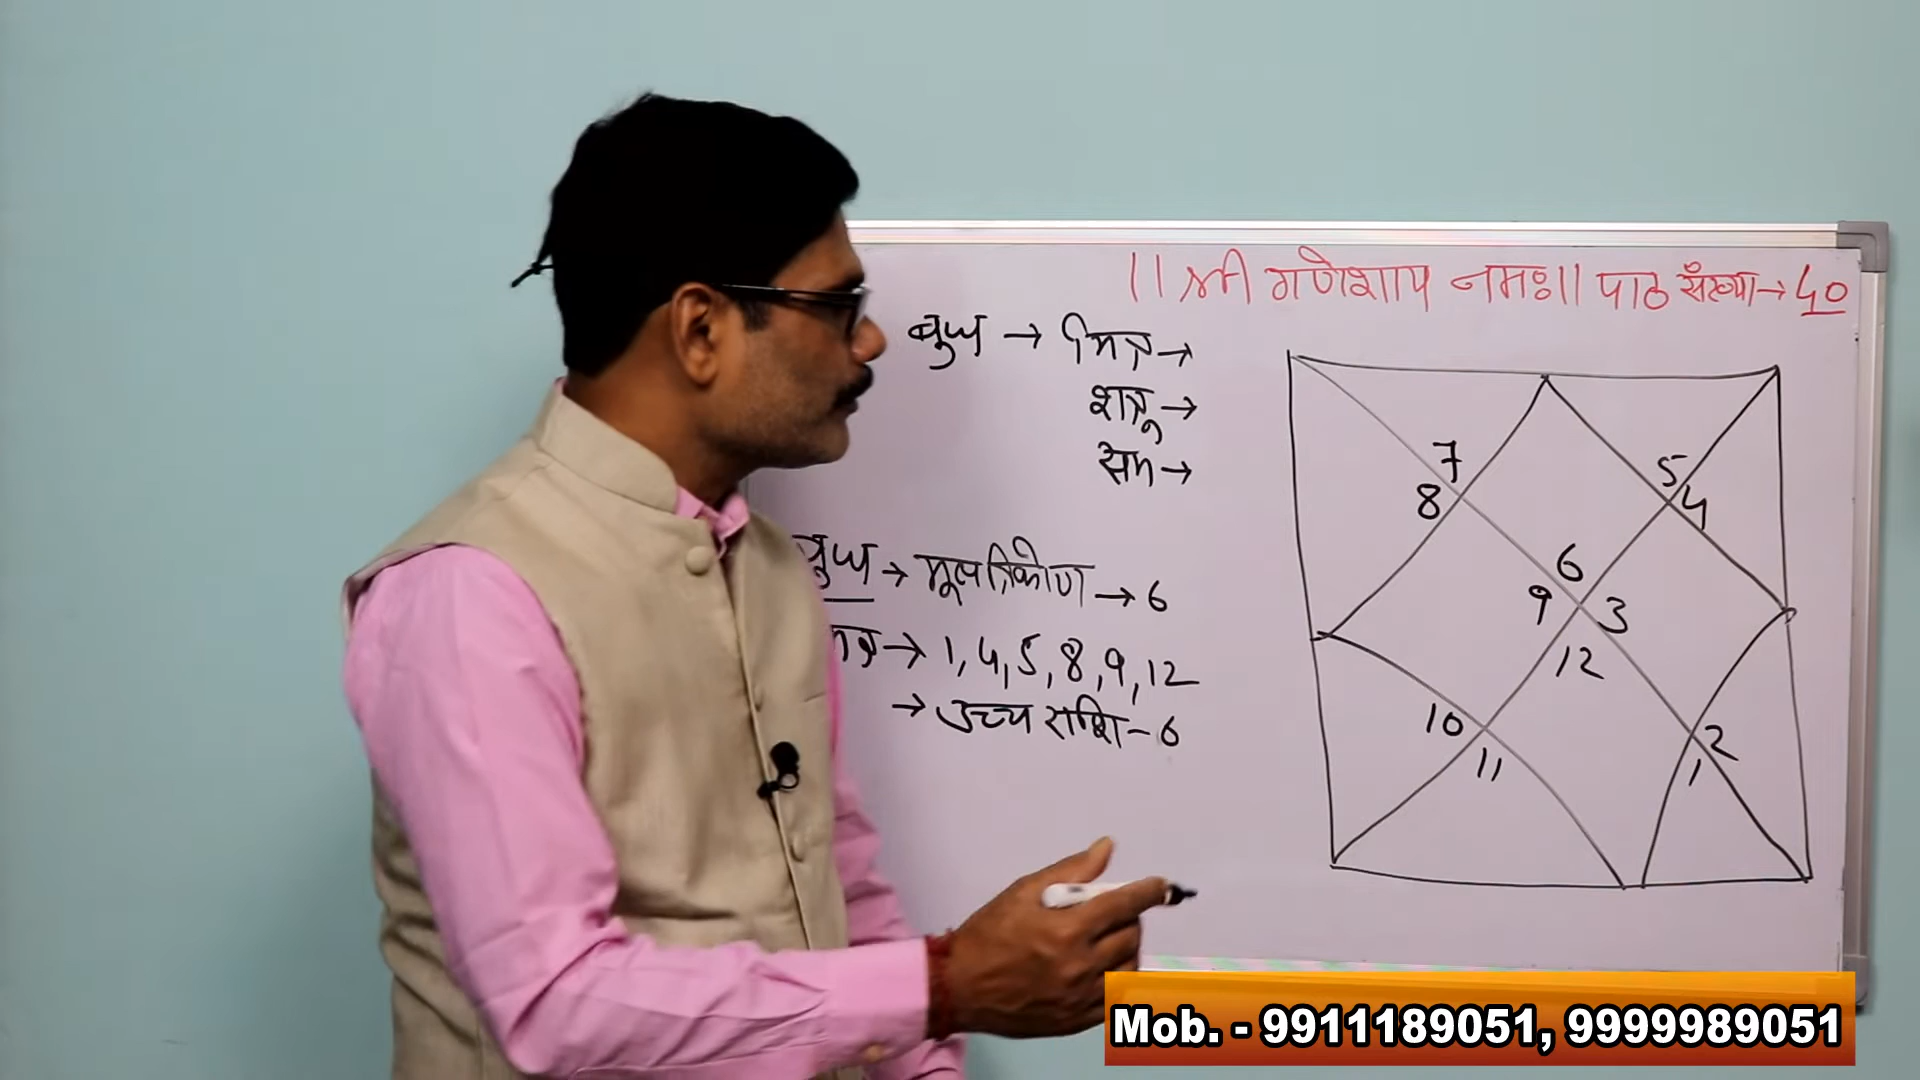 ॥ श्री गणेशाय नमः॥ पाठ संख्या→ 40
बुध → मित्र →
शत्रू →
सम →
बुध → मूलत्रिकोण → 6
→ 1, 4, 5, 8, 9, 12
→ उच्च राशि - 6
7
8
5
4
6
9
3
12
10
11
2
1
Mob. - 9911189051, 9999989051